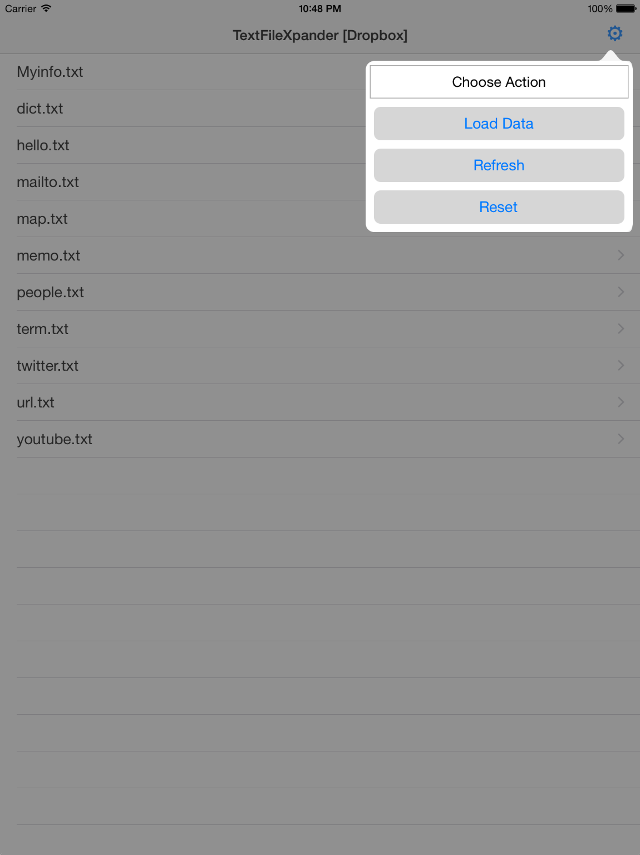 Carrier 10:48 PM 100%
TextFileXpander [Dropbox]
Choose Action
Load Data
Refresh
Reset
Myinfo.txt
dict.txt
hello.txt
mailto.txt
map.txt
memo.txt
people.txt
term.txt
twitter.txt
url.txt
youtube.txt